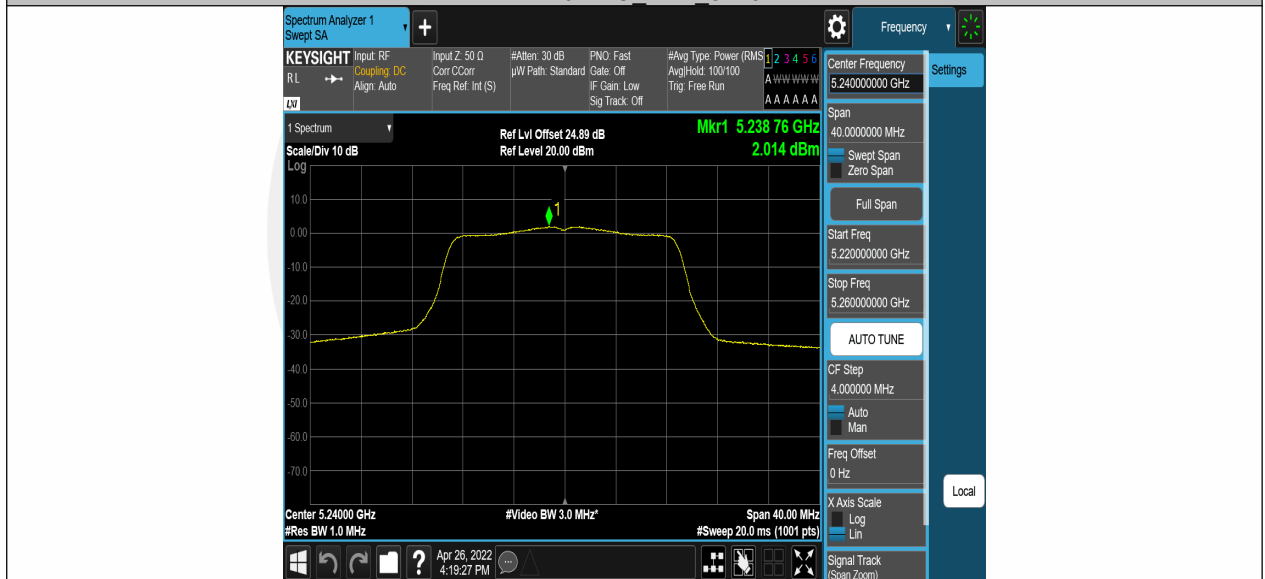 Spectrum Analyzer 1
Swept SA
+
Frequency
KEYSIGHT
RL
LXI
Input: RF
Coupling: DC
Align: Auto
Input Z: 50 Ω
Corr CCorr
Freq Ref: Int (S)
#Atten: 30 dB
µW Path: Standard
PNO: Fast
Gate: Off
IF Gain: Low
Sig Track: Off
#Avg Type: Power (RMS
Avg|Hold: 100/100
Trig: Free Run
1 2 3 4 5 6
A W W W W W
A A A A A A
1 Spectrum
Scale/Div 10 dB
Log
Ref Lvl Offset 24.89 dB
Ref Level 20.00 dBm
Mkr1 5.238 76 GHz
2.014 dBm
1
10.0
0.00
-10.0
-20.0
-30.0
-40.0
-50.0
-60.0
-70.0
Center 5.24000 GHz
#Res BW 1.0 MHz
#Video BW 3.0 MHz*
Span 40.00 MHz
#Sweep 20.0 ms (1001 pts)
Center Frequency
5.240000000 GHz
Settings
Span
40.0000000 MHz
Swept Span
Zero Span
Full Span
Start Freq
5.220000000 GHz
Stop Freq
5.260000000 GHz
AUTO TUNE
CF Step
4.000000 MHz
Auto
Man
Freq Offset
0 Hz
X Axis Scale
Log
Lin
Local
Signal Track
(Span Zoom)
?
Apr 26, 2022
4:19:27 PM